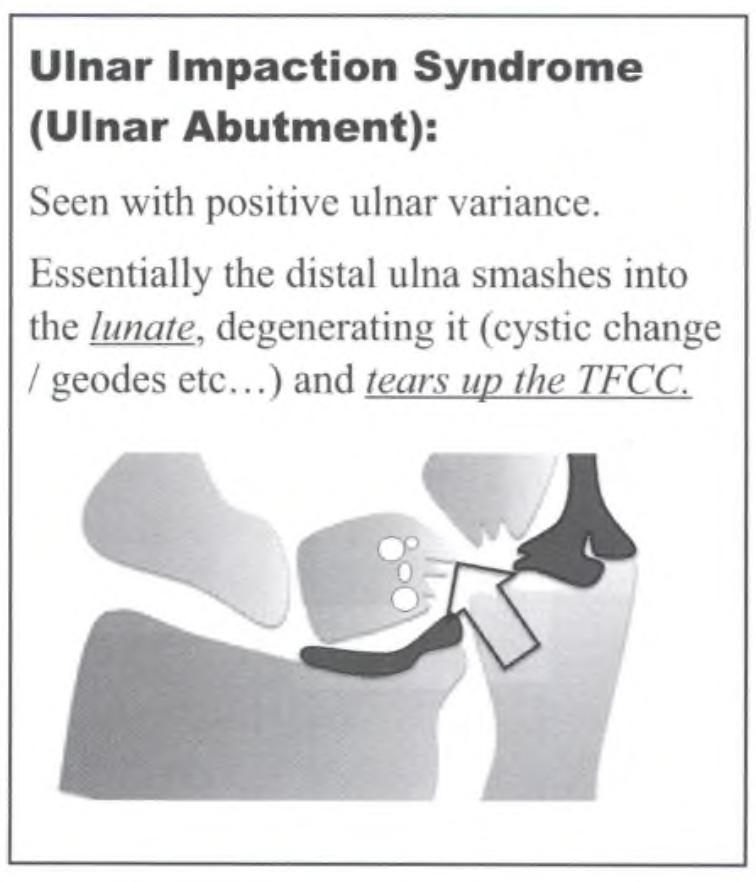 Ulnar Impaction Syndrome
(Ulnar Abutment):
Seen with positive ulnar variance.
Essentially the distal ulna smashes into
the lunate, degenerating it (cystic change
/ geodes etc…) and tears up the TFCC.